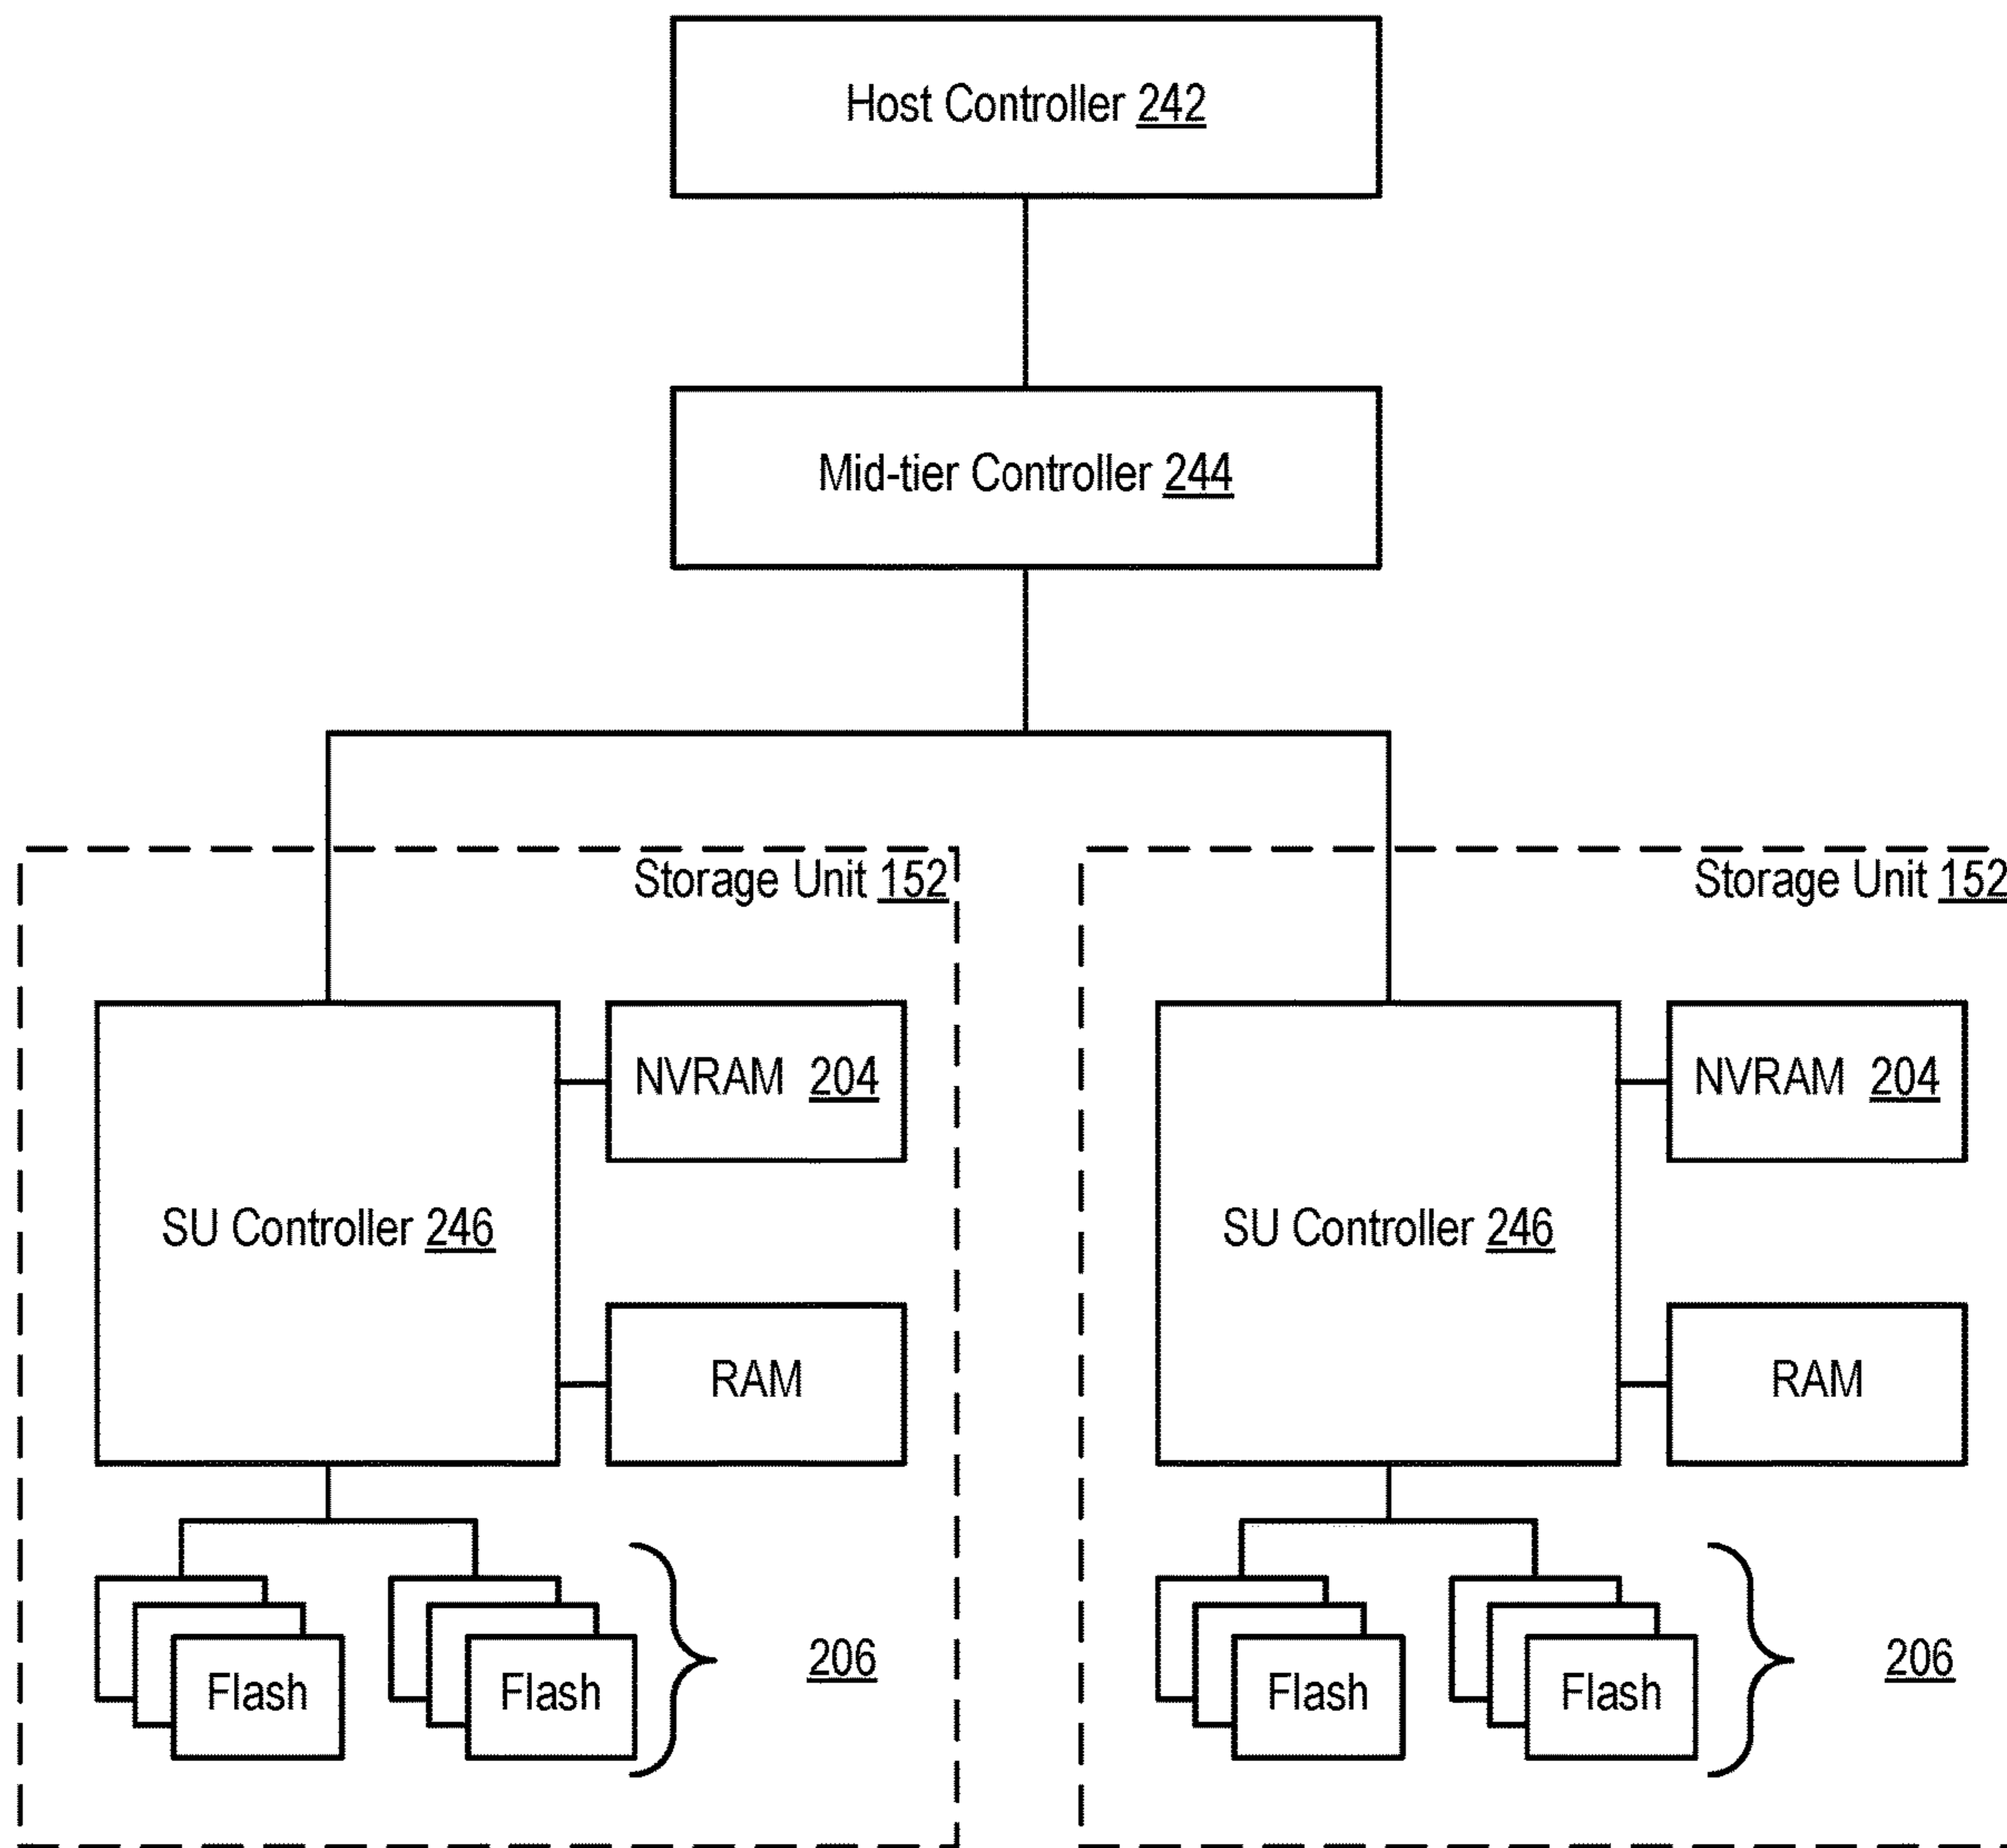 Host Controller 242
Mid-tier Controller 244
Storage Unit 152
SU Controller 246
NVRAM 204
RAM
Flash
Flash
206
Storage Unit 152
SU Controller 246
NVRAM 204
RAM
Flash
Flash
206